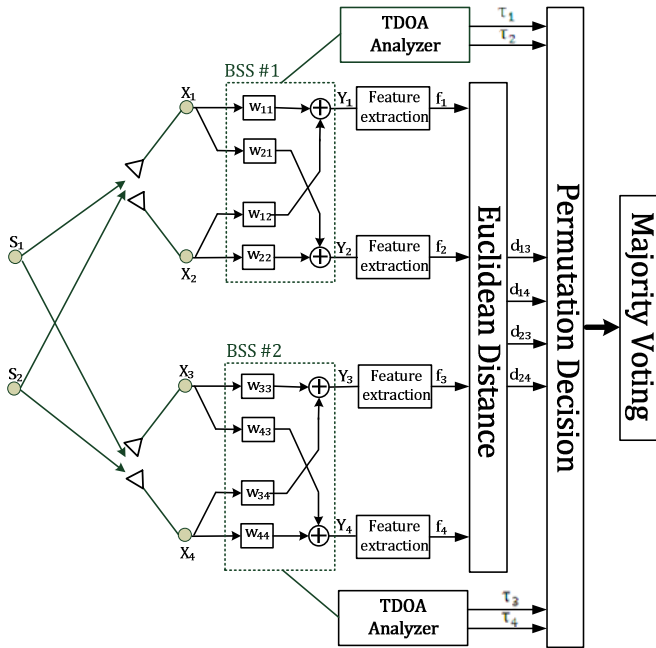 TDOA
Analyzer
τ₁
τ₂
BSS #1
X₁
w₁₁
Y₁
Feature
extraction
f₁
w₂₁
w₁₂
S₁
X₂
w₂₂
Y₂
Feature
extraction
f₂
Euclidean Distance
d₁₃
d₁₄
d₂₃
d₂₄
Permutation Decision
Majority Voting
BSS #2
S₂
X₃
w₃₃
Y₃
Feature
extraction
f₃
w₄₃
w₃₄
X₄
w₄₄
Y₄
Feature
extraction
f₄
TDOA
Analyzer
τ₃
τ₄